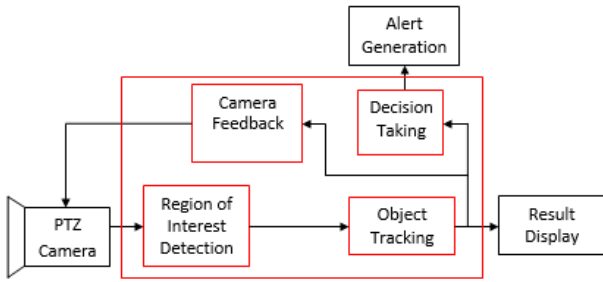 Alert
Generation
Camera
Feedback
Decision
Taking
PTZ
Camera
Region of
Interest
Detection
Object
Tracking
Result
Display